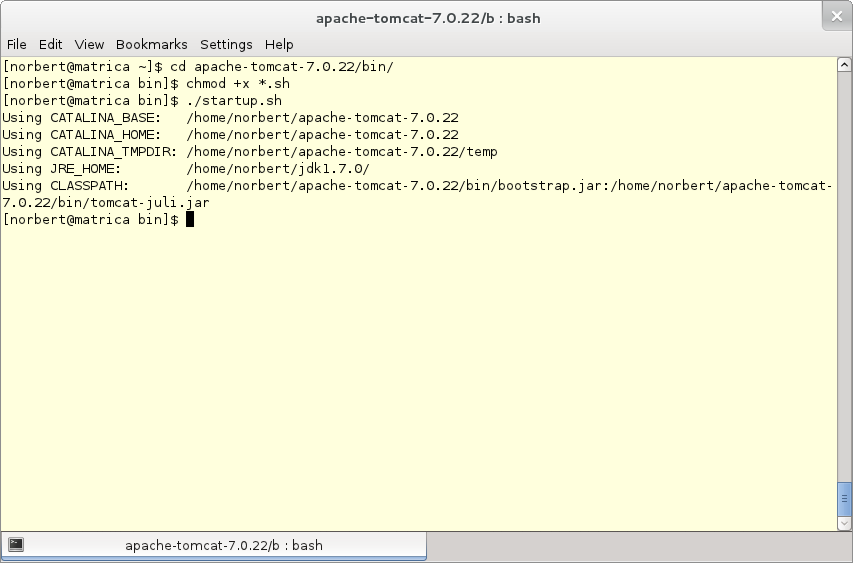 apache-tomcat-7.0.22/b : bash
File Edit View Bookmarks Settings Help
[norbert@matrica ~]$ cd apache-tomcat-7.0.22/bin/
[norbert@matrica bin]$ chmod +x *.sh
[norbert@matrica bin]$ ./startup.sh
Using CATALINA_BASE:   /home/norbert/apache-tomcat-7.0.22
Using CATALINA_HOME:   /home/norbert/apache-tomcat-7.0.22
Using CATALINA_TMPDIR: /home/norbert/apache-tomcat-7.0.22/temp
Using JRE_HOME:        /home/norbert/jdk1.7.0/
Using CLASSPATH:       /home/norbert/apache-tomcat-7.0.22/bin/bootstrap.jar:/home/norbert/apache-tomcat-
7.0.22/bin/tomcat-juli.jar
[norbert@matrica bin]$
apache-tomcat-7.0.22/b : bash